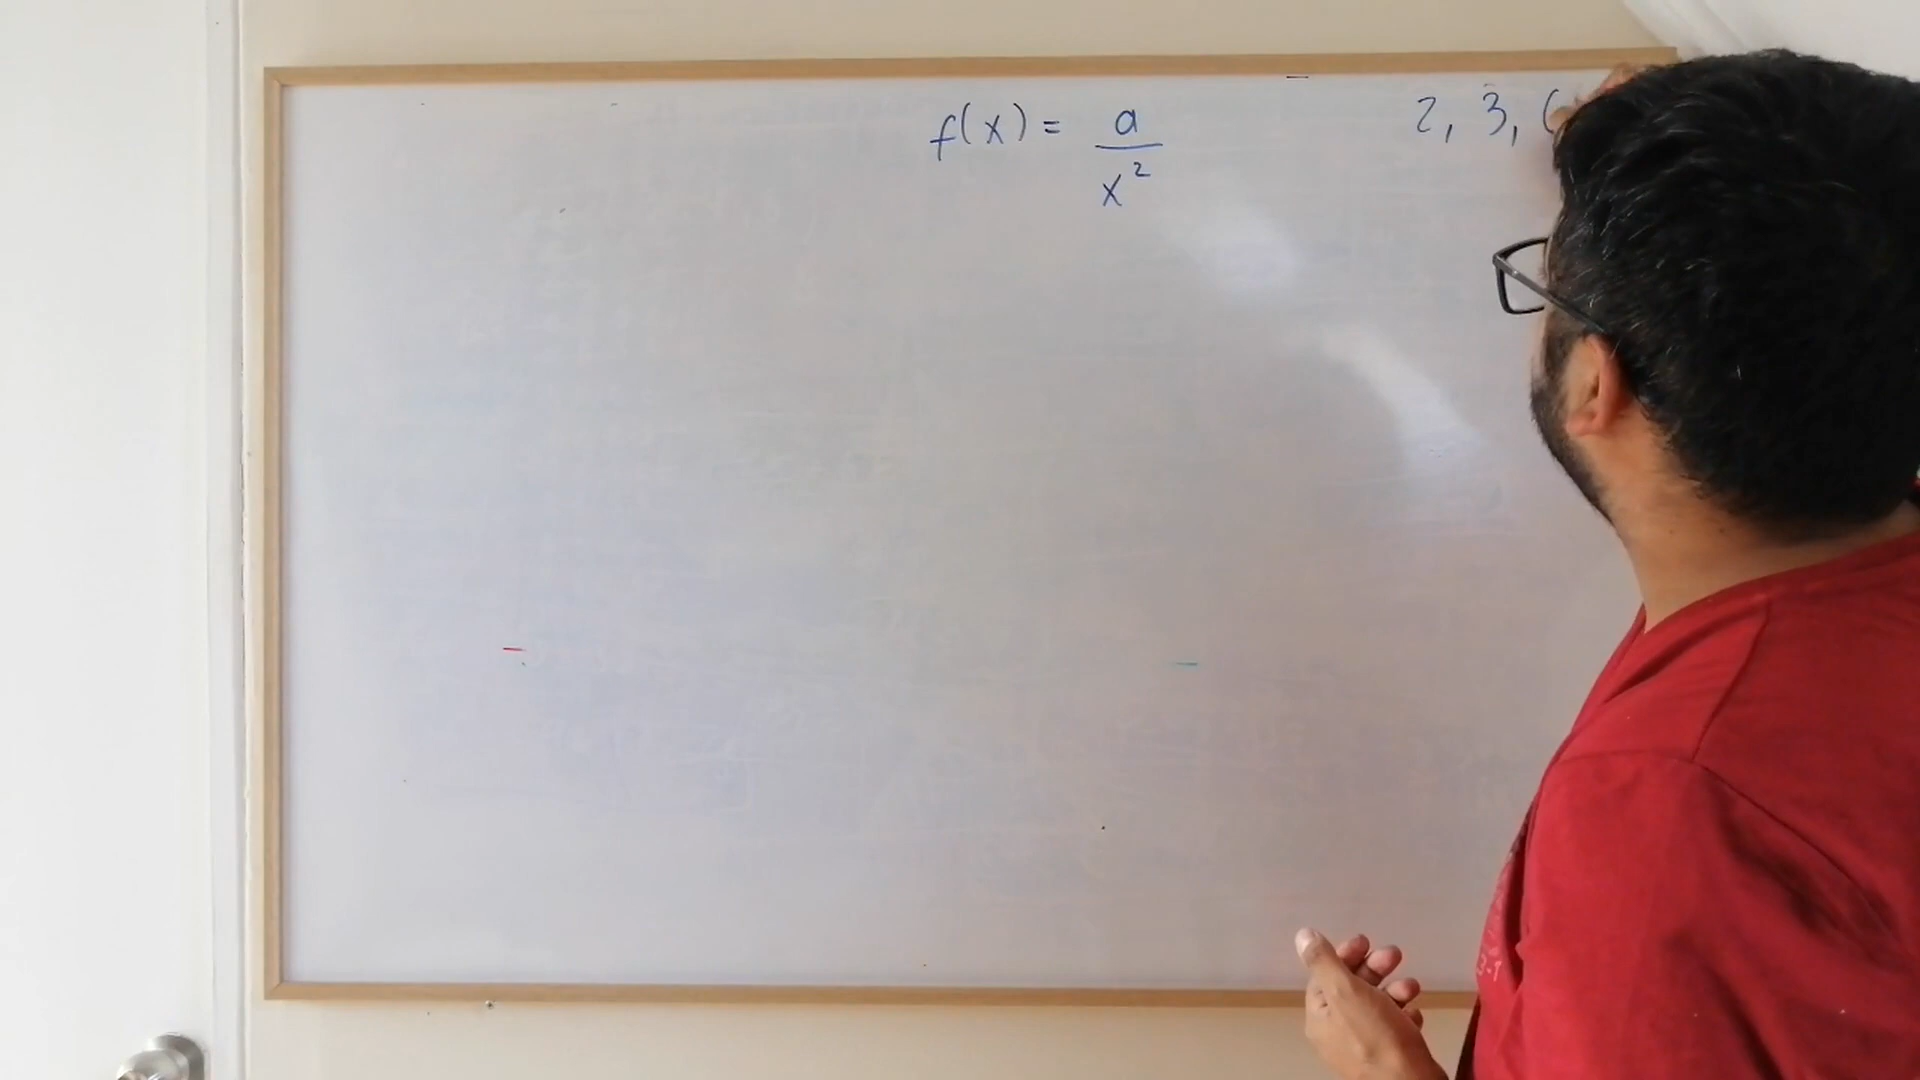 f(x) = a/x²
2, 3,